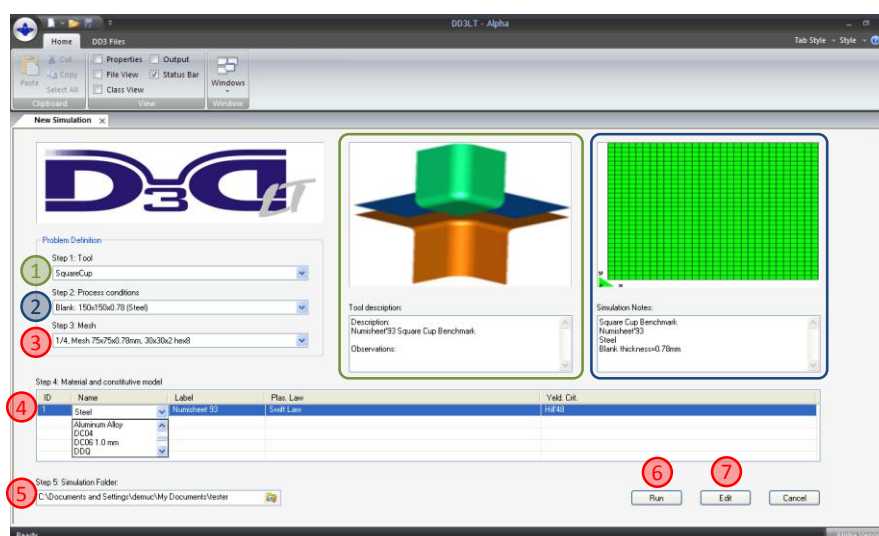 DD3LT - Alpha
Home DD3 Files Tab Style Style
Cut
Copy
Select All
Paste
Clipboard
Properties Output
File View Status Bar
Class View
View
Windows
Window
New Simulation x
D3D LT
Problem Definition
1 Step 1: Tool
SquareCup
2 Step 2: Process conditions
Blank: 150x150x0.78 (Steel)
3 Step 3: Mesh
1/4, Mesh 75x75x0.78mm, 30x30x2 hex8
Tool description:
Description:
Numisheet'93 Square Cup Benchmark
Observations:
Simulation Notes:
Square Cup Benchmark
Numisheet'93
Steel
Blank thickness=0.78mm
Step 4: Material and constitutive model
ID Name Label Plas. Law Yeld. Crit.
4 1 Steel Numisheet 93 Swift Law Hill'48
Aluminum Alloy
DC04
DC06 1.0 mm
DDQ
Step 5: Simulation Folder:
5 C:\Documents and Settings\demuc\My Documents\tester
6 7
Run Edit Cancel
Ready